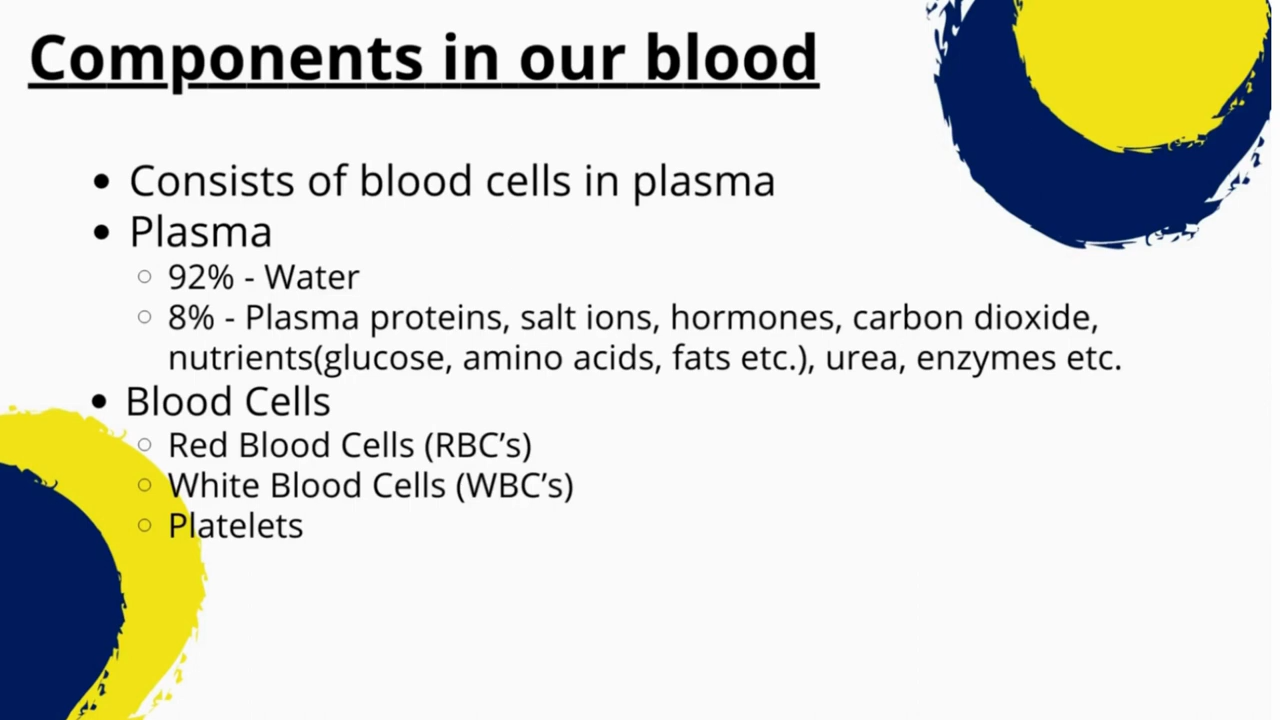 Components in our blood
• Consists of blood cells in plasma
• Plasma
○ 92% - Water
○ 8% - Plasma proteins, salt ions, hormones, carbon dioxide,
nutrients(glucose, amino acids, fats etc.), urea, enzymes etc.
• Blood Cells
○ Red Blood Cells (RBC’s)
○ White Blood Cells (WBC’s)
○ Platelets